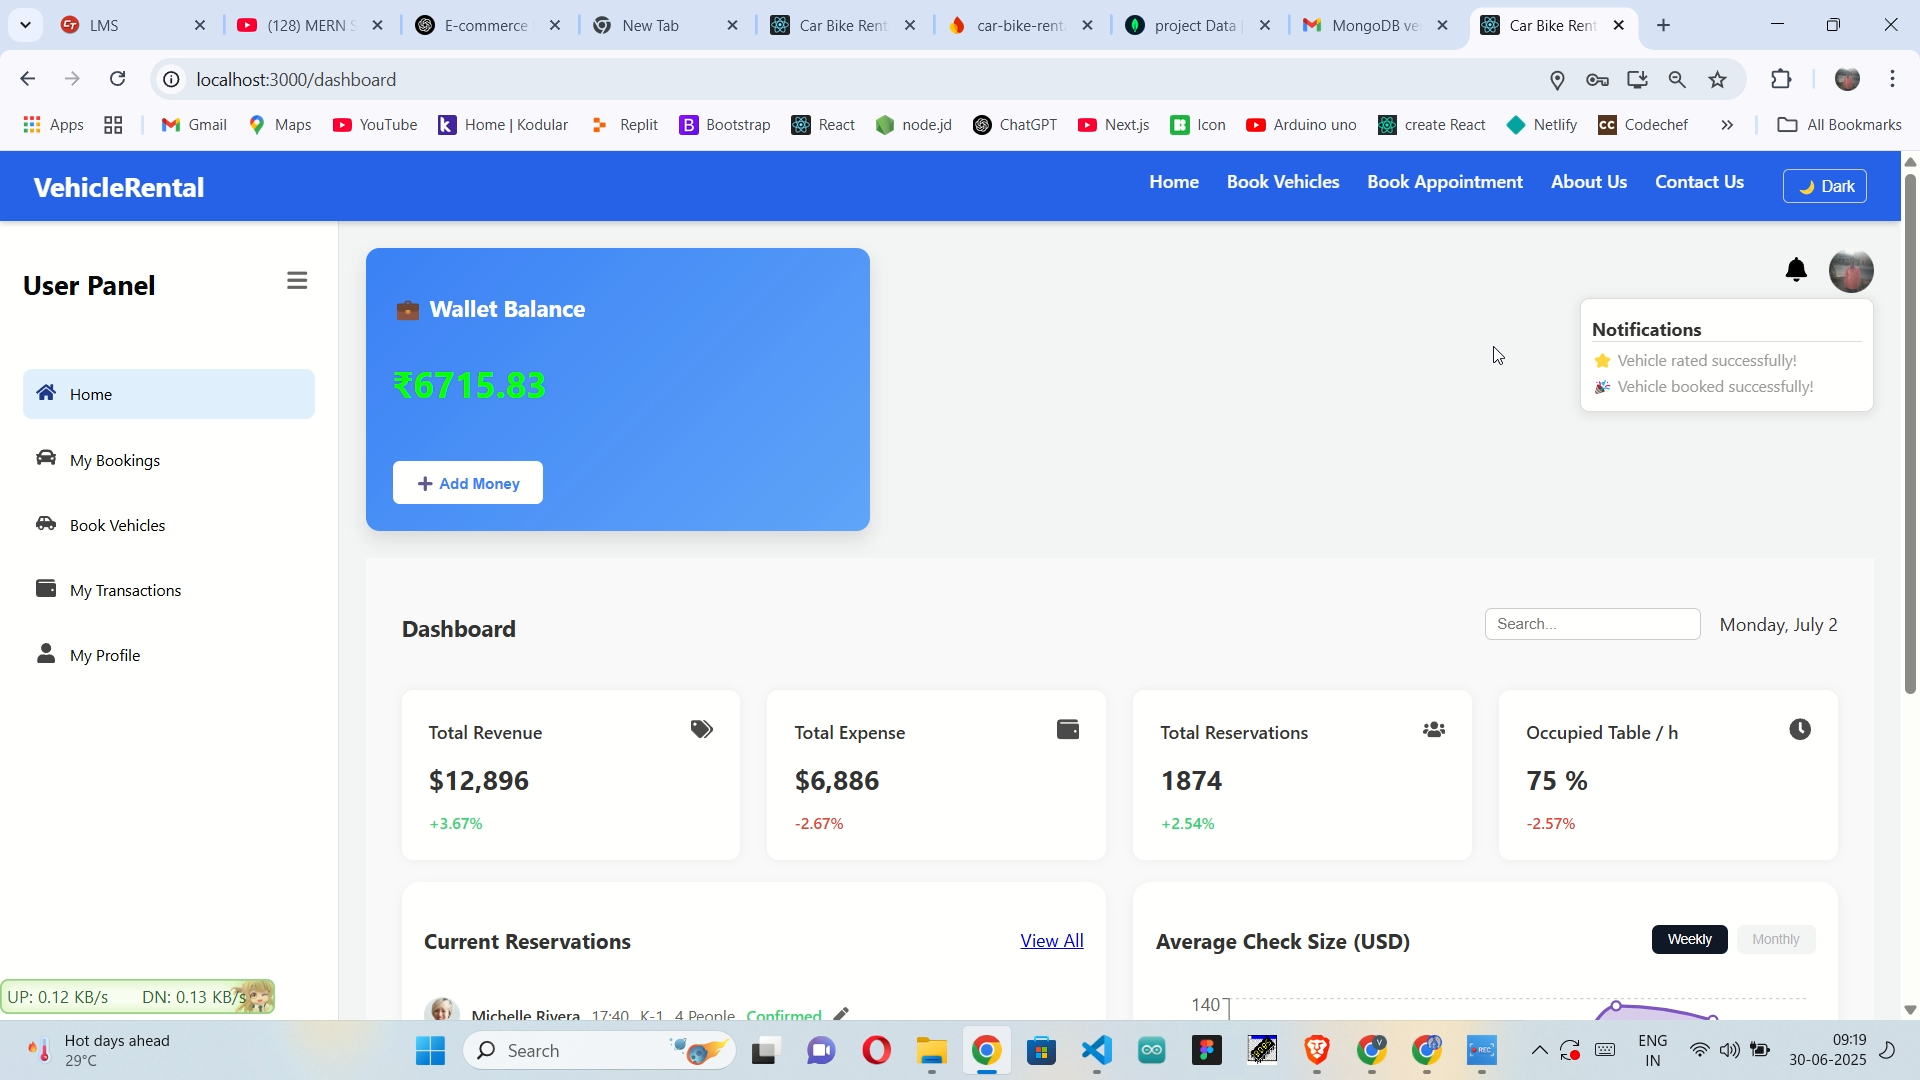 LMS
(128) MERN S
E-commerce
New Tab
Car Bike Rent
car-bike-renta
project Data |
MongoDB ve
Car Bike Rent
localhost:3000/dashboard
Apps
Gmail
Maps
YouTube
Home | Kodular
Replit
Bootstrap
React
node.jd
ChatGPT
Next.js
Icon
Arduino uno
create React
Netlify
Codechef
All Bookmarks
VehicleRental
Home
Book Vehicles
Book Appointment
About Us
Contact Us
Dark
User Panel
Home
My Bookings
Book Vehicles
My Transactions
My Profile
Wallet Balance
₹6715.83
Add Money
Notifications
Vehicle rated successfully!
Vehicle booked successfully!
Dashboard
Search...
Monday, July 2
Total Revenue
$12,896
+3.67%
Total Expense
$6,886
-2.67%
Total Reservations
1874
+2.54%
Occupied Table / h
75 %
-2.57%
Current Reservations
View All
Michelle Rivera 17:40 K-1 4 People Confirmed
Average Check Size (USD)
Weekly
Monthly
140
UP: 0.12 KB/s DN: 0.13 KB/s
Hot days ahead
29°C
Search
ENG
IN
09:19
30-06-2025